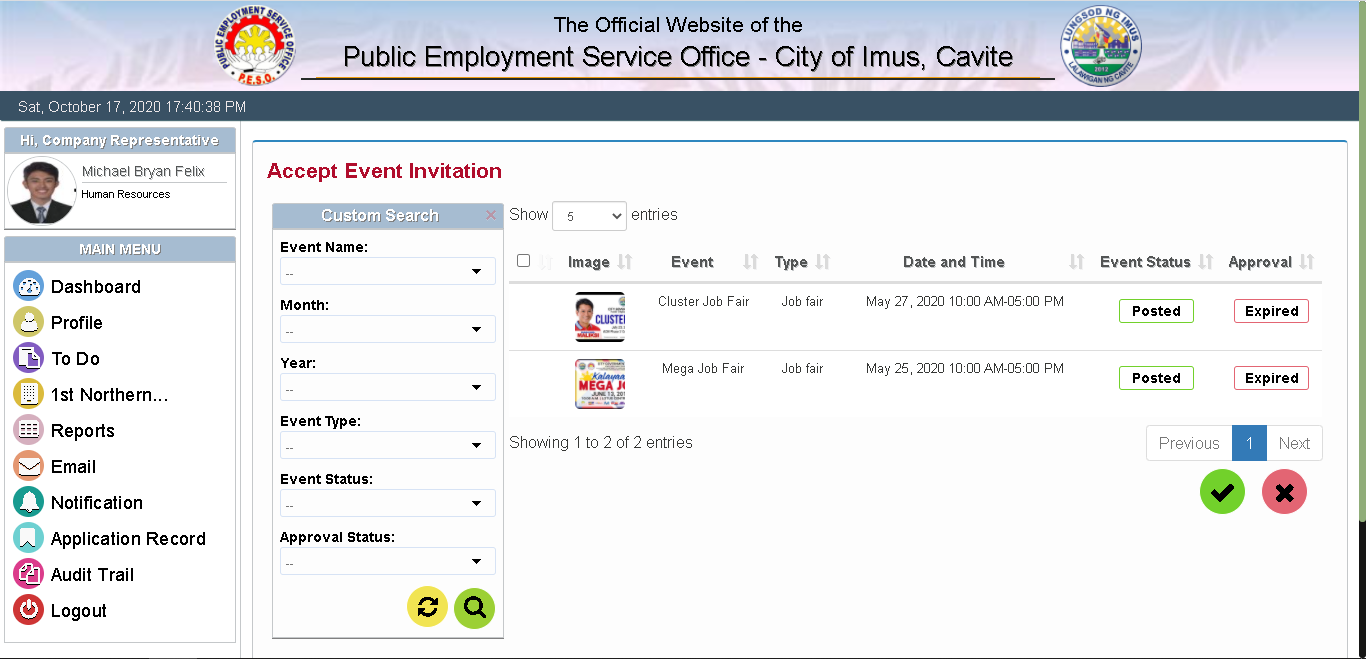 PUBLIC EMPLOYMENT SERVICE OFFICE
P.E.S.O.
The Official Website of the
Public Employment Service Office - City of Imus, Cavite
LUNGSOD NG IMUS
LALAWIGAN NG CAVITE
2012
Sat, October 17, 2020 17:40:38 PM
Hi, Company Representative
Michael Bryan Felix
Human Resources
MAIN MENU
Dashboard
Profile
To Do
1st Northern...
Reports
Email
Notification
Application Record
Audit Trail
Logout
Accept Event Invitation
Custom Search
Event Name:
--
Month:
--
Year:
--
Event Type:
--
Event Status:
--
Approval Status:
--
Show 5 entries
Image Event Type Date and Time Event Status Approval
CLUSTER
Cluster Job Fair Job fair May 27, 2020 10:00 AM-05:00 PM Posted Expired
Kalayaan
MEGA JO
JUNE 13, 201
Mega Job Fair Job fair May 25, 2020 10:00 AM-05:00 PM Posted Expired
Showing 1 to 2 of 2 entries
Previous 1 Next